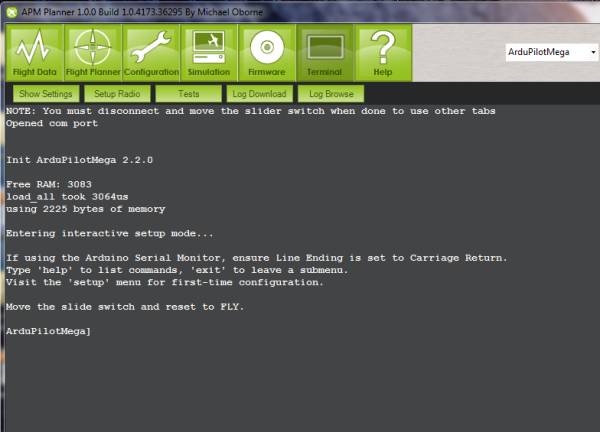 APM Planner 1.0.0 Build 1.0.4173.36295 By Michael Oborne
Flight Data Flight Planner Configuration Simulation Firmware Terminal Help
ArduPilotMega
Show Settings Setup Radio Tests Log Download Log Browse
NOTE: You must disconnect and move the slider switch when done to use other tabs
Opened com port
Init ArduPilotMega 2.2.0
Free RAM: 3083
load_all took 3064us
using 2225 bytes of memory
Entering interactive setup mode...
If using the Arduino Serial Monitor, ensure Line Ending is set to Carriage Return.
Type 'help' to list commands, 'exit' to leave a submenu.
Visit the 'setup' menu for first-time configuration.
Move the slide switch and reset to FLY.
ArduPilotMega]